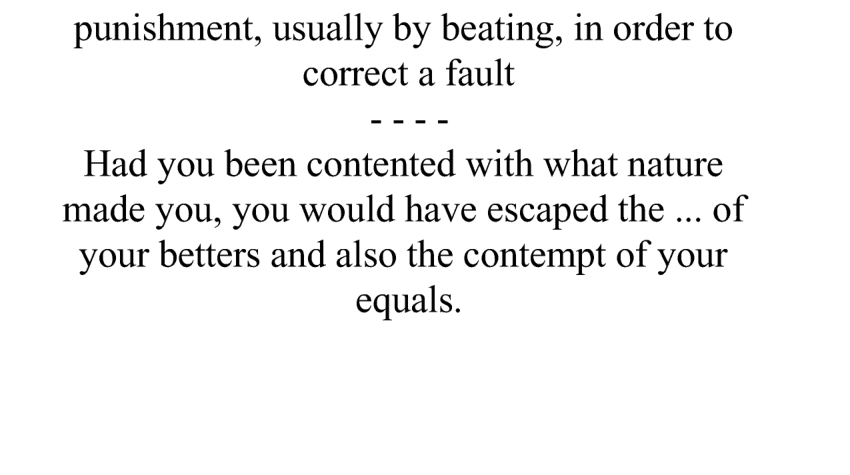 punishment, usually by beating, in order to
correct a fault
- - - -
Had you been contented with what nature
made you, you would have escaped the ... of
your betters and also the contempt of your
equals.